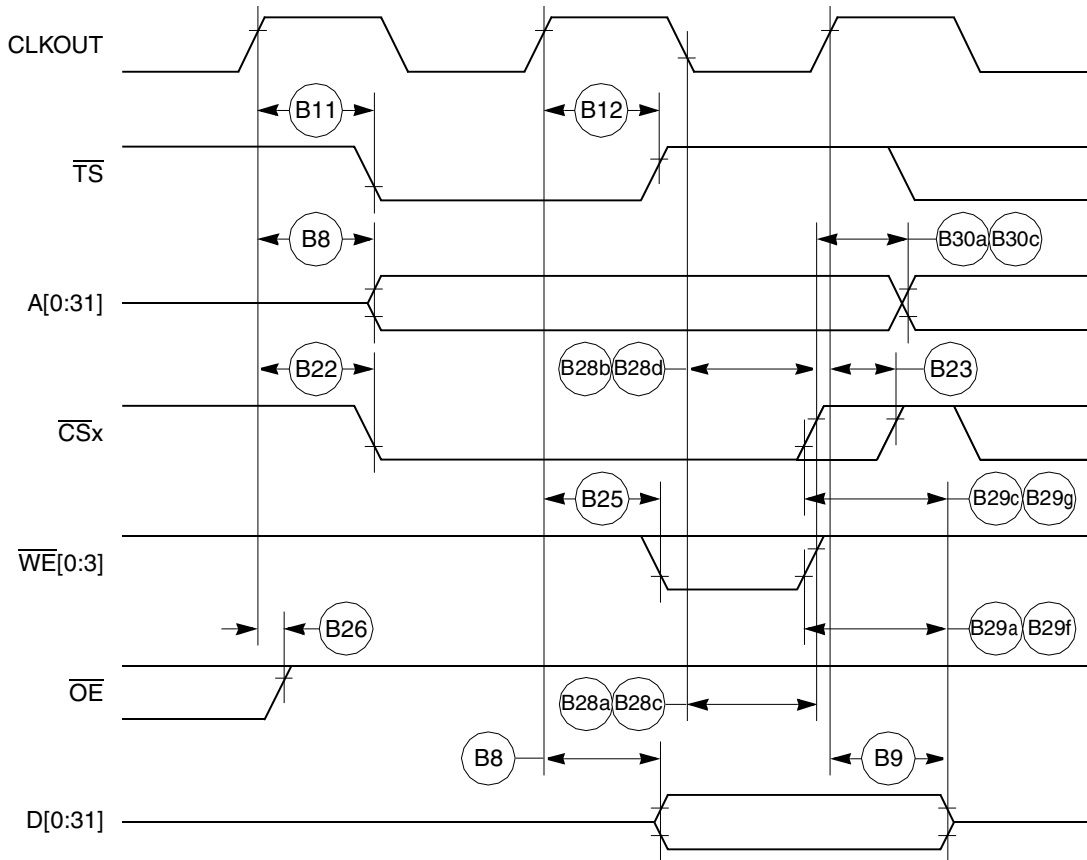 CLKOUT
B11 B12
TS
B8 B30a B30c
A[0:31]
B22 B28b B28d B23
CSx
B25 B29c B29g
WE[0:3]
B26 B29a B29f
OE
B28a B28c
B8 B9
D[0:31]